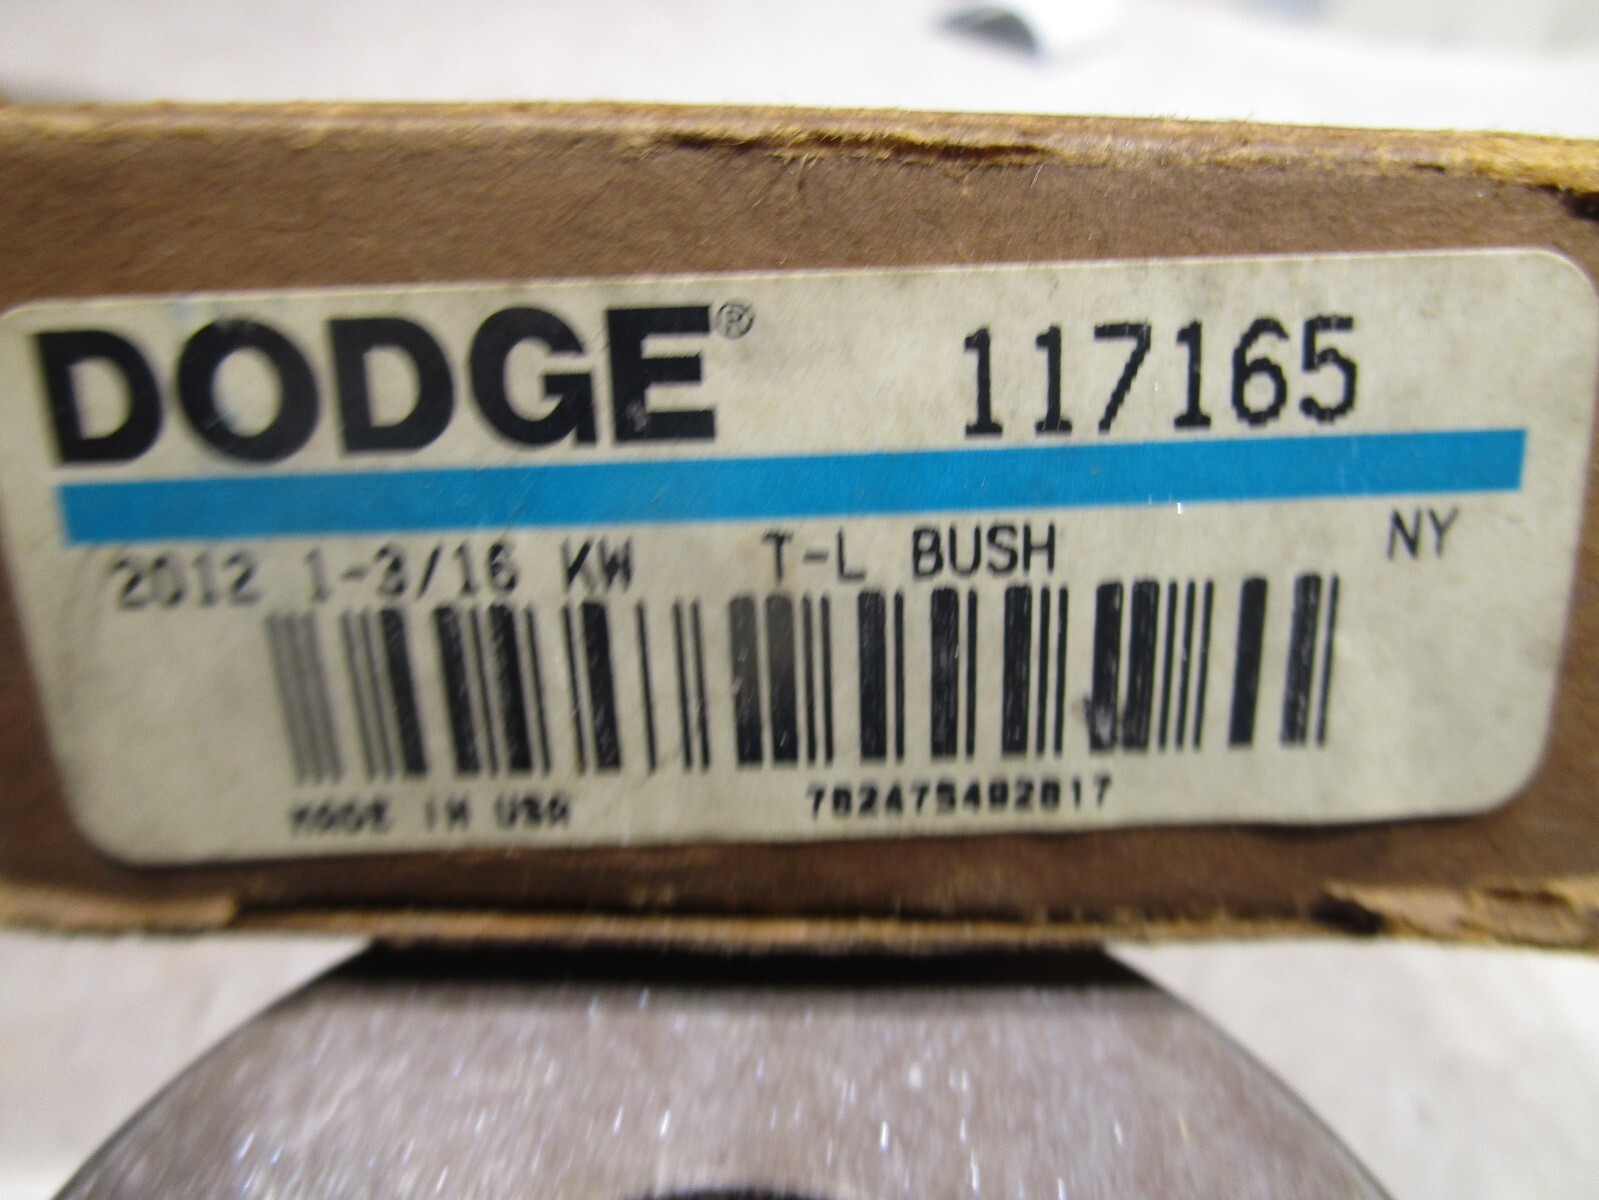 DODGE® 117165
2012 1-3/16 KW T-L BUSH NY
MADE IN USA 782475492817